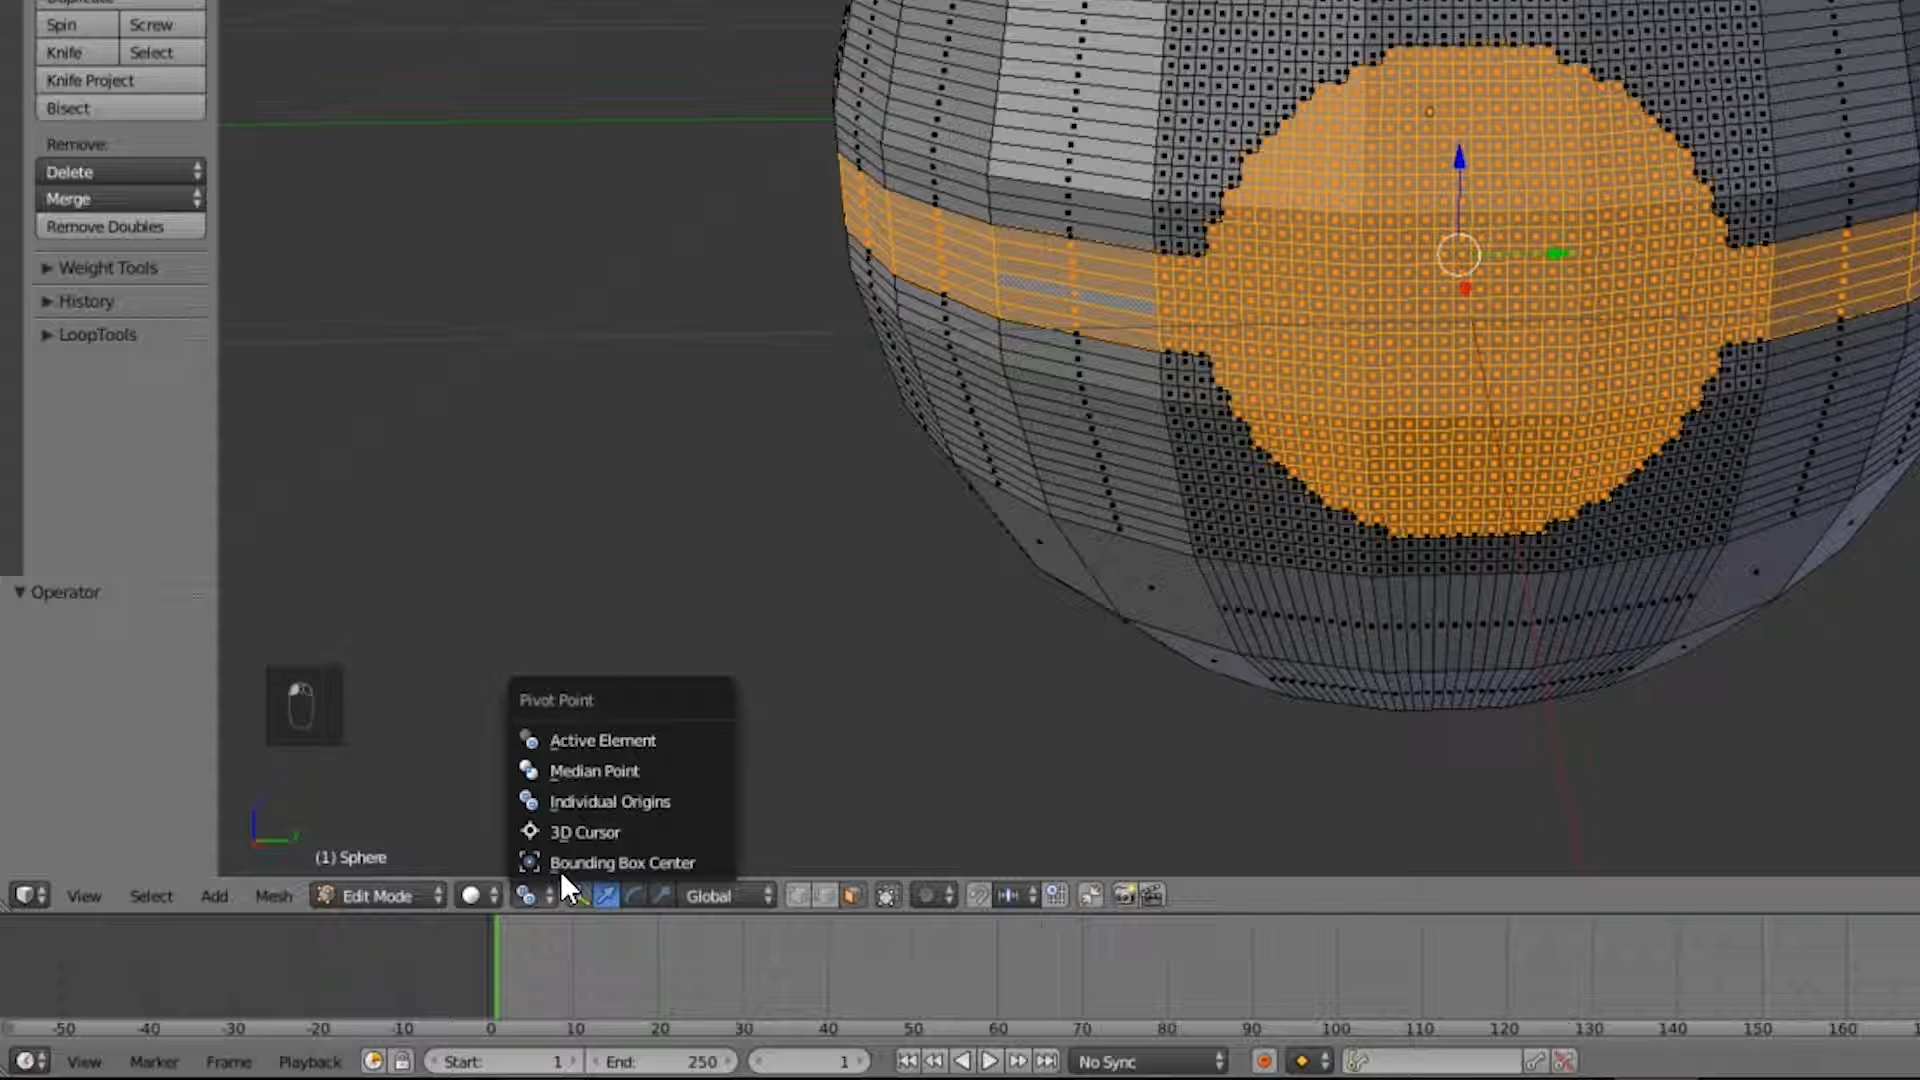 Duplicate
Spin Screw
Knife Select
Knife Project
Bisect
Remove:
Delete
Merge
Remove Doubles
Weight Tools
History
LoopTools
Operator
Pivot Point
Active Element
Median Point
Individual Origins
3D Cursor
Bounding Box Center
y
(1) Sphere
View Select Add Mesh Edit Mode Global
-50 -40 -30 -20 -10 0 10 20 30 40 50 60 70 80 90 100 110 120 130 140 150 160
View Marker Frame Playback Start: 1 End: 250 1 No Sync